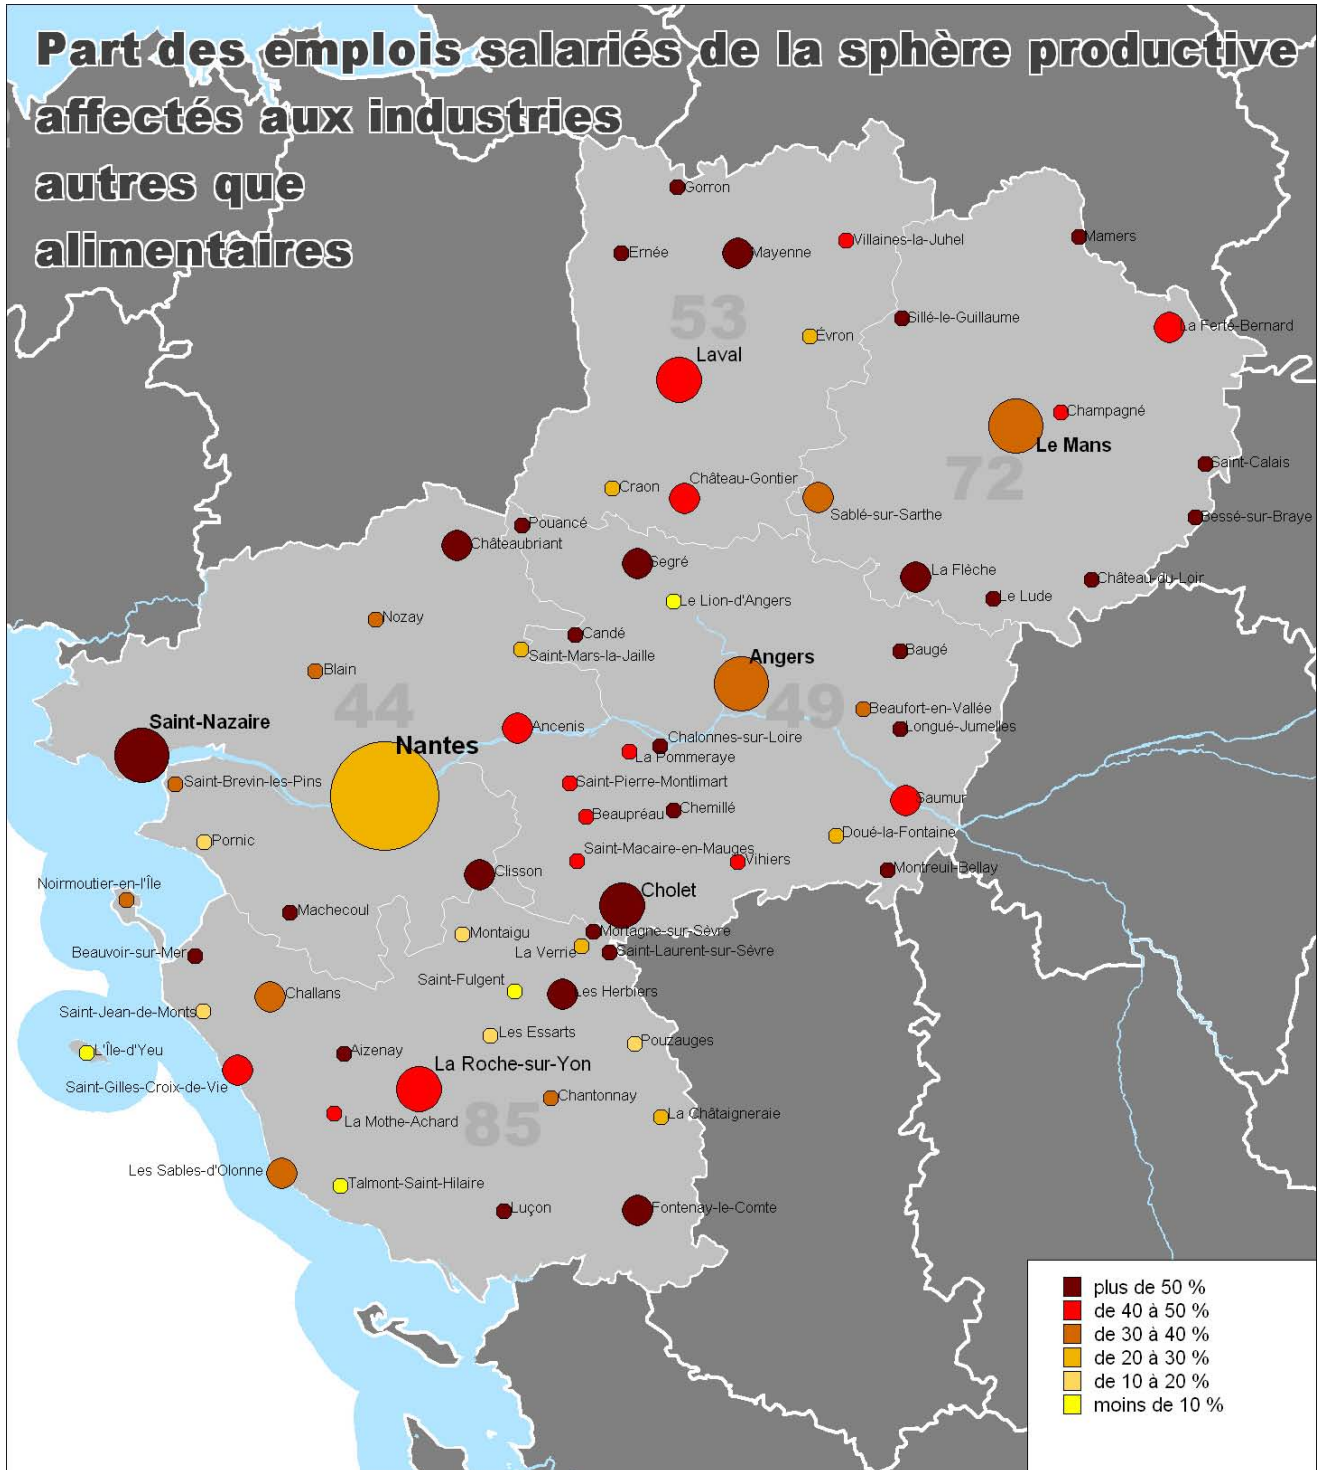 Part des emplois salariés de la sphère productive
affectés aux industries
autres que
alimentaires
Gorron
Mamers
Villaines-la-Juhel
Ernée
Mayenne
53
Sillé-le-Guillaume
La Ferté-Bernard
Évron
Laval
Champagné
Le Mans
Saint-Calais
72
Château-Gontier
Craon
Sablé-sur-Sarthe
Bessé-sur-Braye
Pouancé
Châteaubriant
Segré
La Flèche
Château-du-Loir
Le Lude
Le Lion-d'Angers
Nozay
Candé
Saint-Mars-la-Jaille
Baugé
Angers
Blain
44
49
Beaufort-en-Vallée
Saint-Nazaire
Ancenis
Longué-Jumelles
Chalonnes-sur-Loire
Nantes
La Pommeraye
Saint-Brevin-les-Pins
Saint-Pierre-Montlimart
Saumur
Chemillé
Beaupréau
Doué-la-Fontaine
Pornic
Saint-Macaire-en-Mauges
Vihiers
Clisson
Montreuil-Bellay
Noirmoutier-en-l'Île
Cholet
Machecoul
Mortagne-sur-Sèvre
Montaigu
La Verrie
Saint-Laurent-sur-Sèvre
Beauvoir-sur-Mer
Saint-Fulgent
Les Herbiers
Challans
Saint-Jean-de-Monts
Les Essarts
Pouzauges
L'Île-d'Yeu
Aizenay
La Roche-sur-Yon
Saint-Gilles-Croix-de-Vie
Chantonnay
La Mothe-Achard
La Châtaigneraie
85
Les Sables-d'Olonne
Talmont-Saint-Hilaire
Luçon
Fontenay-le-Comte
plus de 50 %
de 40 à 50 %
de 30 à 40 %
de 20 à 30 %
de 10 à 20 %
moins de 10 %